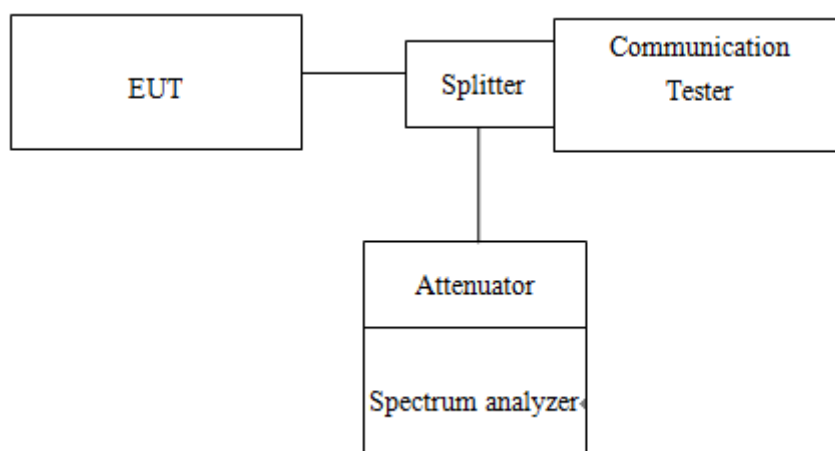 EUT
Splitter
Communication
Tester
Attenuator
Spectrum analyzer